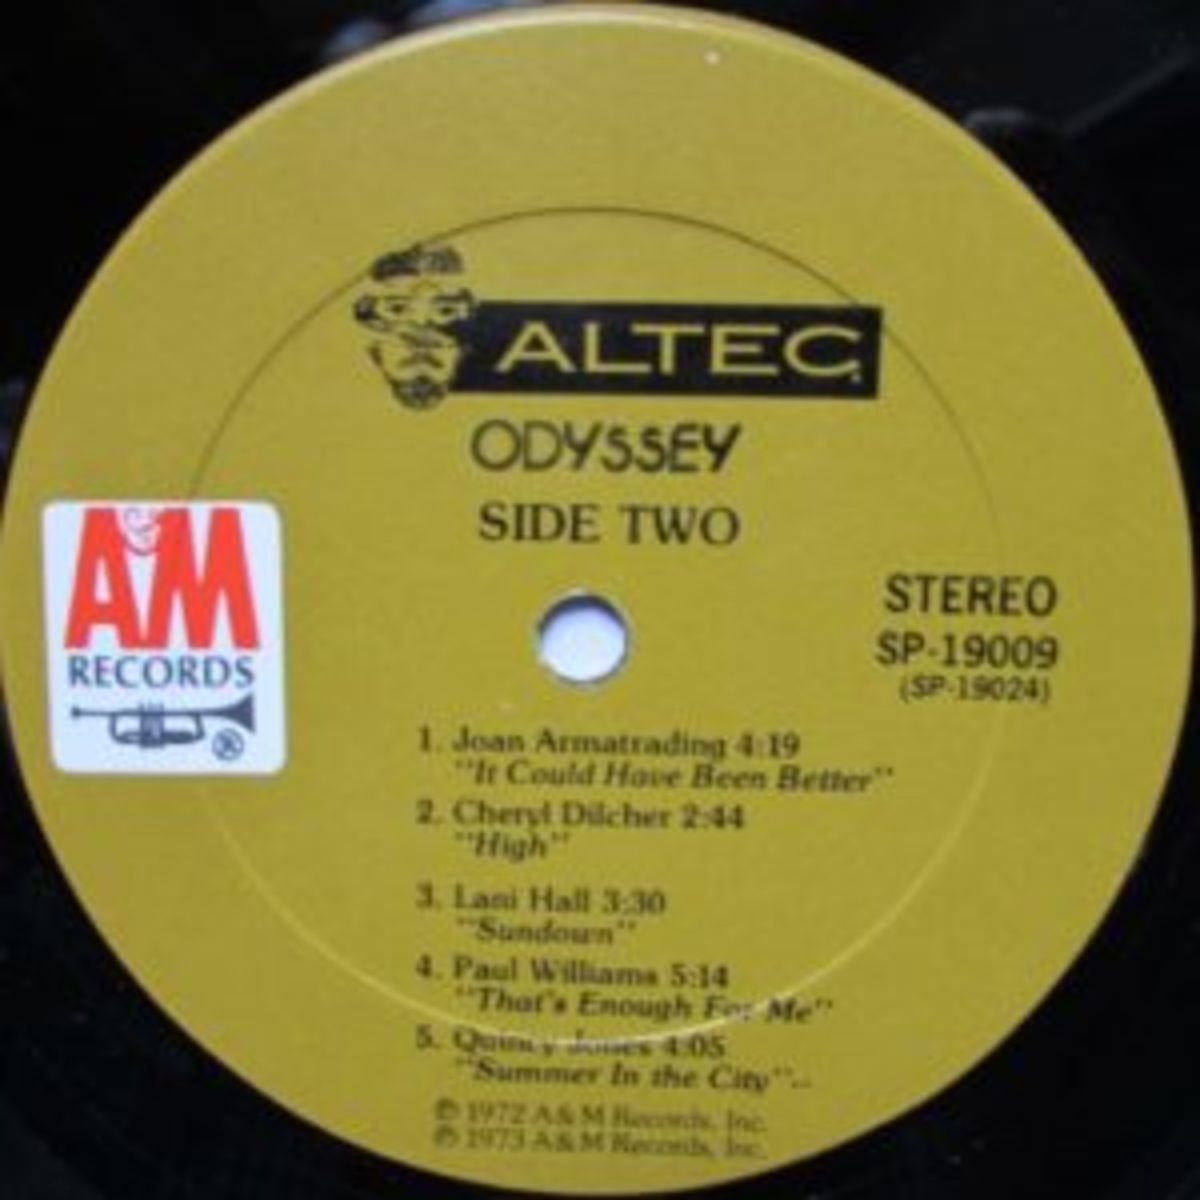 ALTEC
ODYSSEY
SIDE TWO
A&M
RECORDS
®
STEREO
SP-19009
(SP-19024)
1. Joan Armatrading 4:19
"It Could Have Been Better"
2. Cheryl Dilcher 2:44
"High"
3. Lani Hall 3:30
"Sundown"
4. Paul Williams 5:14
"That's Enough For Me"
5. Quincy Jones 4:05
"Summer In the City"..
℗ 1972 A&M Records, Inc.
℗ 1973 A&M Records, Inc.